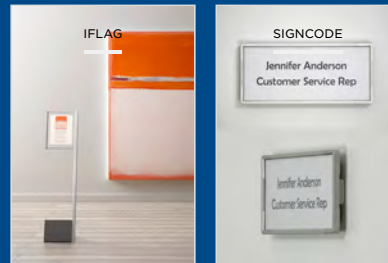 IFLAG
SIGNCODE
Jennifer Anderson
Customer Service Rep
Jennifer Anderson
Customer Service Rep